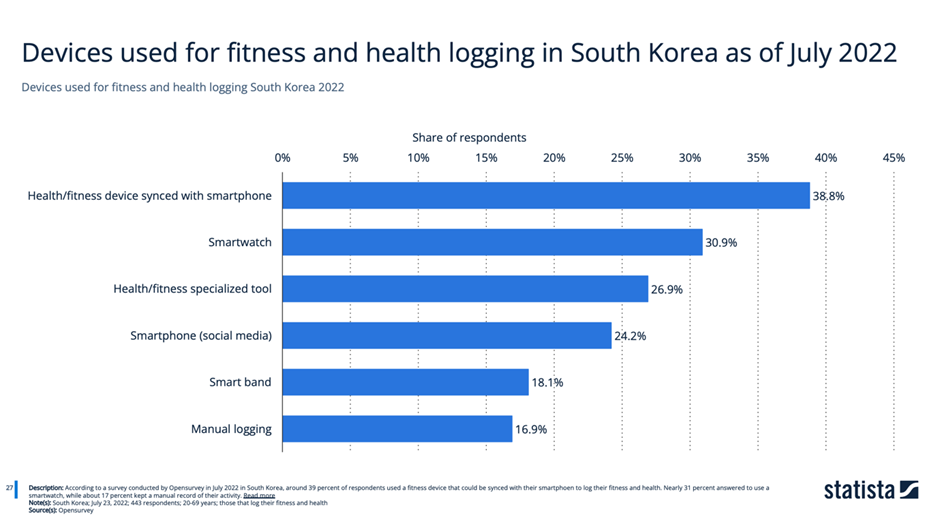 Devices used for fitness and health logging in South Korea as of July 2022
Devices used for fitness and health logging South Korea 2022
Share of respondents
0% 5% 10% 15% 20% 25% 30% 35% 40% 45%
Health/fitness device synced with smartphone 38.8%
Smartwatch 30.9%
Health/fitness specialized tool 26.9%
Smartphone (social media) 24.2%
Smart band 18.1%
Manual logging 16.9%
27 Description: According to a survey conducted by Opensurvey in July 2022 in South Korea, around 39 percent of respondents used a fitness device that could be synced with their smartphoen to log their fitness and health. Nearly 31 percent answered to use a
smartwatch, while about 17 percent kept a manual record of their activity. Read more
Note(s): South Korea; July 23, 2022; 443 respondents; 20-69 years; those that log their fitness and health
Source(s): Opensurvey
statista